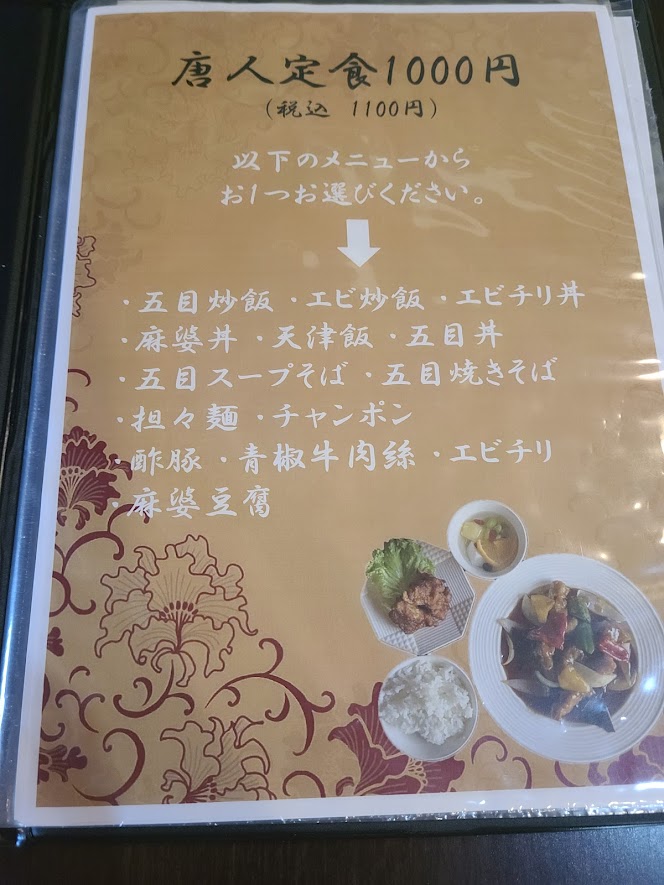 唐人定食1000円
(税込 1100円)
以下のメニューから
お1つお選びください。
・五目炒飯 ・エビ炒飯 ・エビチリ丼
・麻婆丼 ・天津飯 ・五目丼
・五目スープそば ・五目焼きそば
・担々麺 ・チャンポン
・酢豚 ・青椒牛肉絲 ・エビチリ
・麻婆豆腐